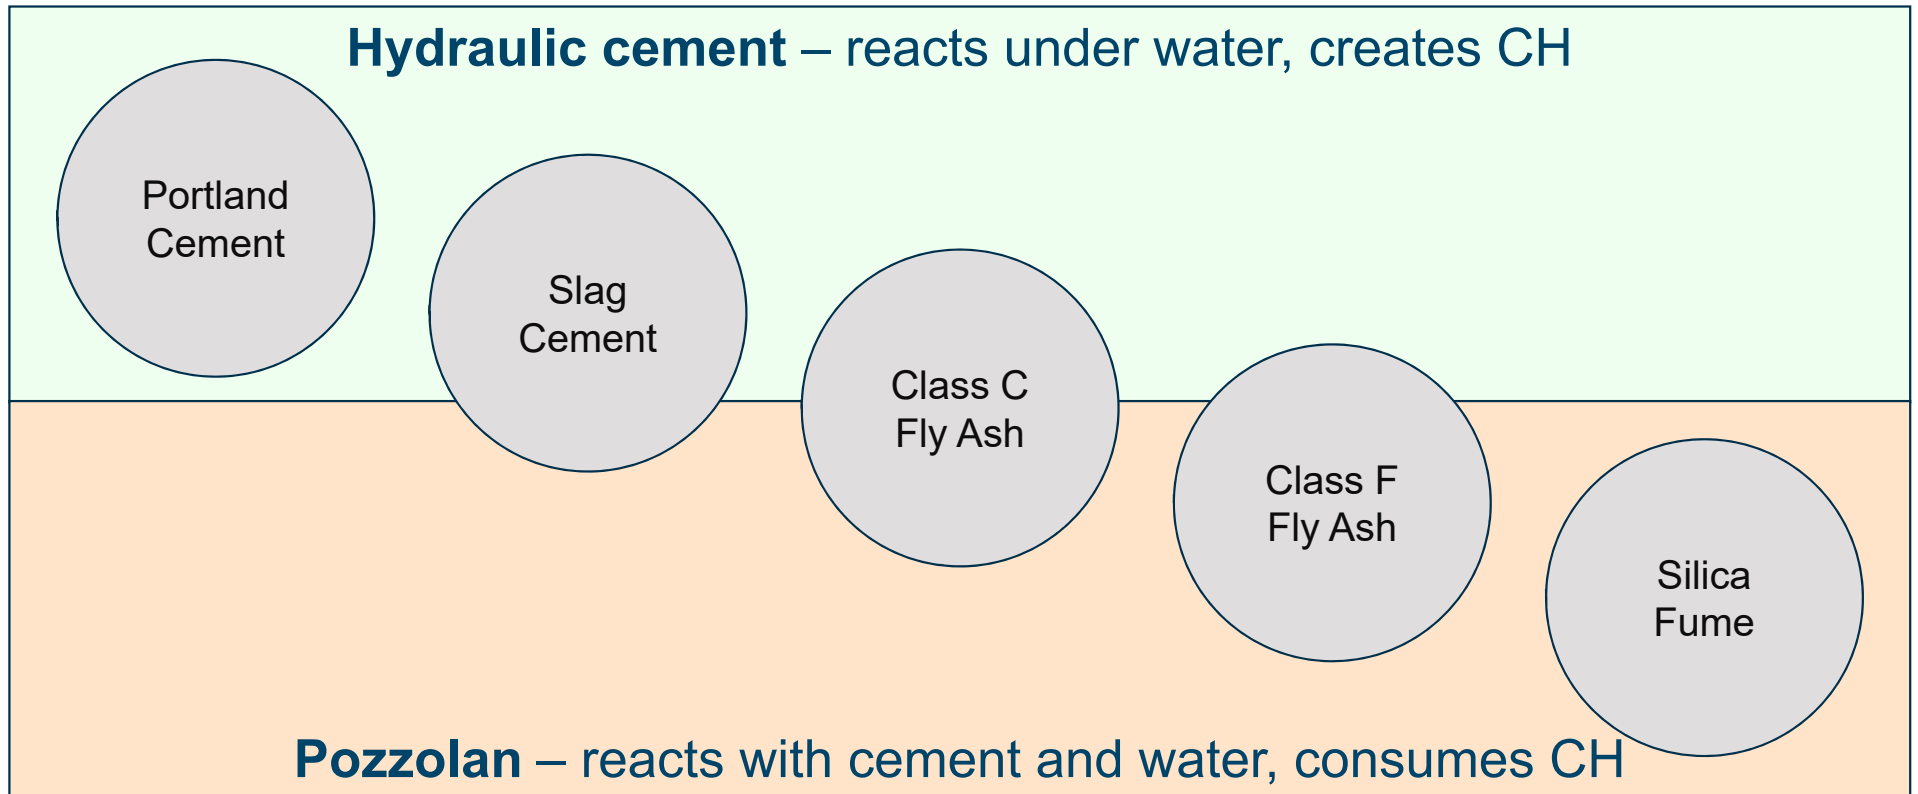 Hydraulic cement – reacts under water, creates CH
Portland
Cement
Slag
Cement
Class C
Fly Ash
Class F
Fly Ash
Silica
Fume
Pozzolan – reacts with cement and water, consumes CH